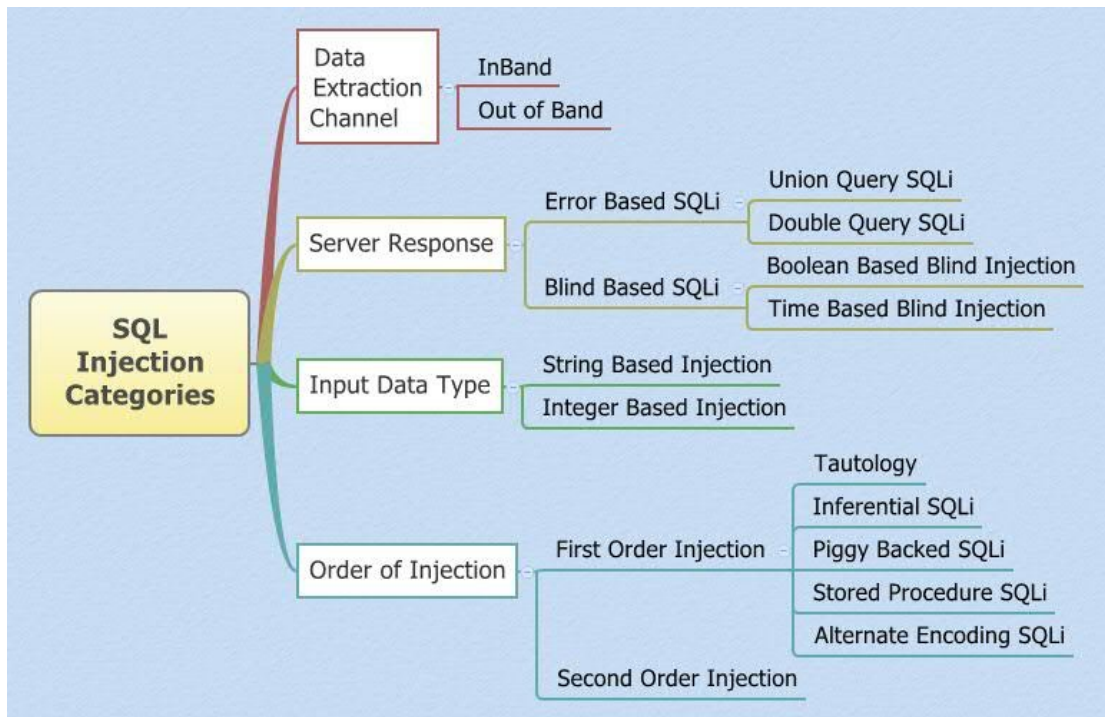 SQL
Injection
Categories
Data
Extraction
Channel
InBand
Out of Band
Server Response
Error Based SQLi
Union Query SQLi
Double Query SQLi
Blind Based SQLi
Boolean Based Blind Injection
Time Based Blind Injection
Input Data Type
String Based Injection
Integer Based Injection
Order of Injection
First Order Injection
Tautology
Inferential SQLi
Piggy Backed SQLi
Stored Procedure SQLi
Alternate Encoding SQLi
Second Order Injection